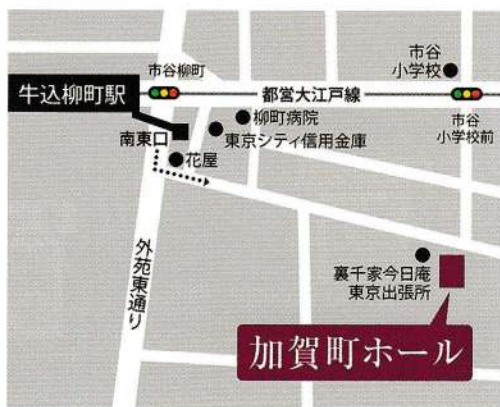 市谷
小学校
市谷柳町
牛込柳町駅
都営大江戸線
柳町病院
市谷
小学校前
南東口
東京シティ信用金庫
花屋
外苑東通り
裏千家今日庵
東京出張所
加賀町ホール